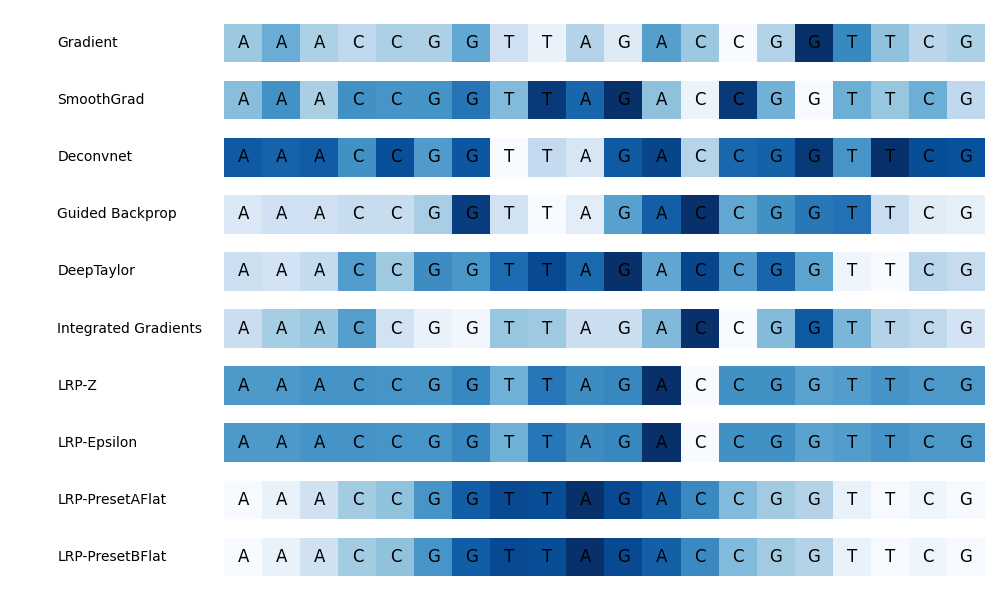 Gradient A A A C C G G T T A G A C C G G T T C G
SmoothGrad A A A C C G G T T A G A C C G G T T C G
Deconvnet A A A C C G G T T A G A C C G G T T C G
Guided Backprop A A A C C G G T T A G A C C G G T T C G
DeepTaylor A A A C C G G T T A G A C C G G T T C G
Integrated Gradients A A A C C G G T T A G A C C G G T T C G
LRP-Z A A A C C G G T T A G A C C G G T T C G
LRP-Epsilon A A A C C G G T T A G A C C G G T T C G
LRP-PresetAFlat A A A C C G G T T A G A C C G G T T C G
LRP-PresetBFlat A A A C C G G T T A G A C C G G T T C G